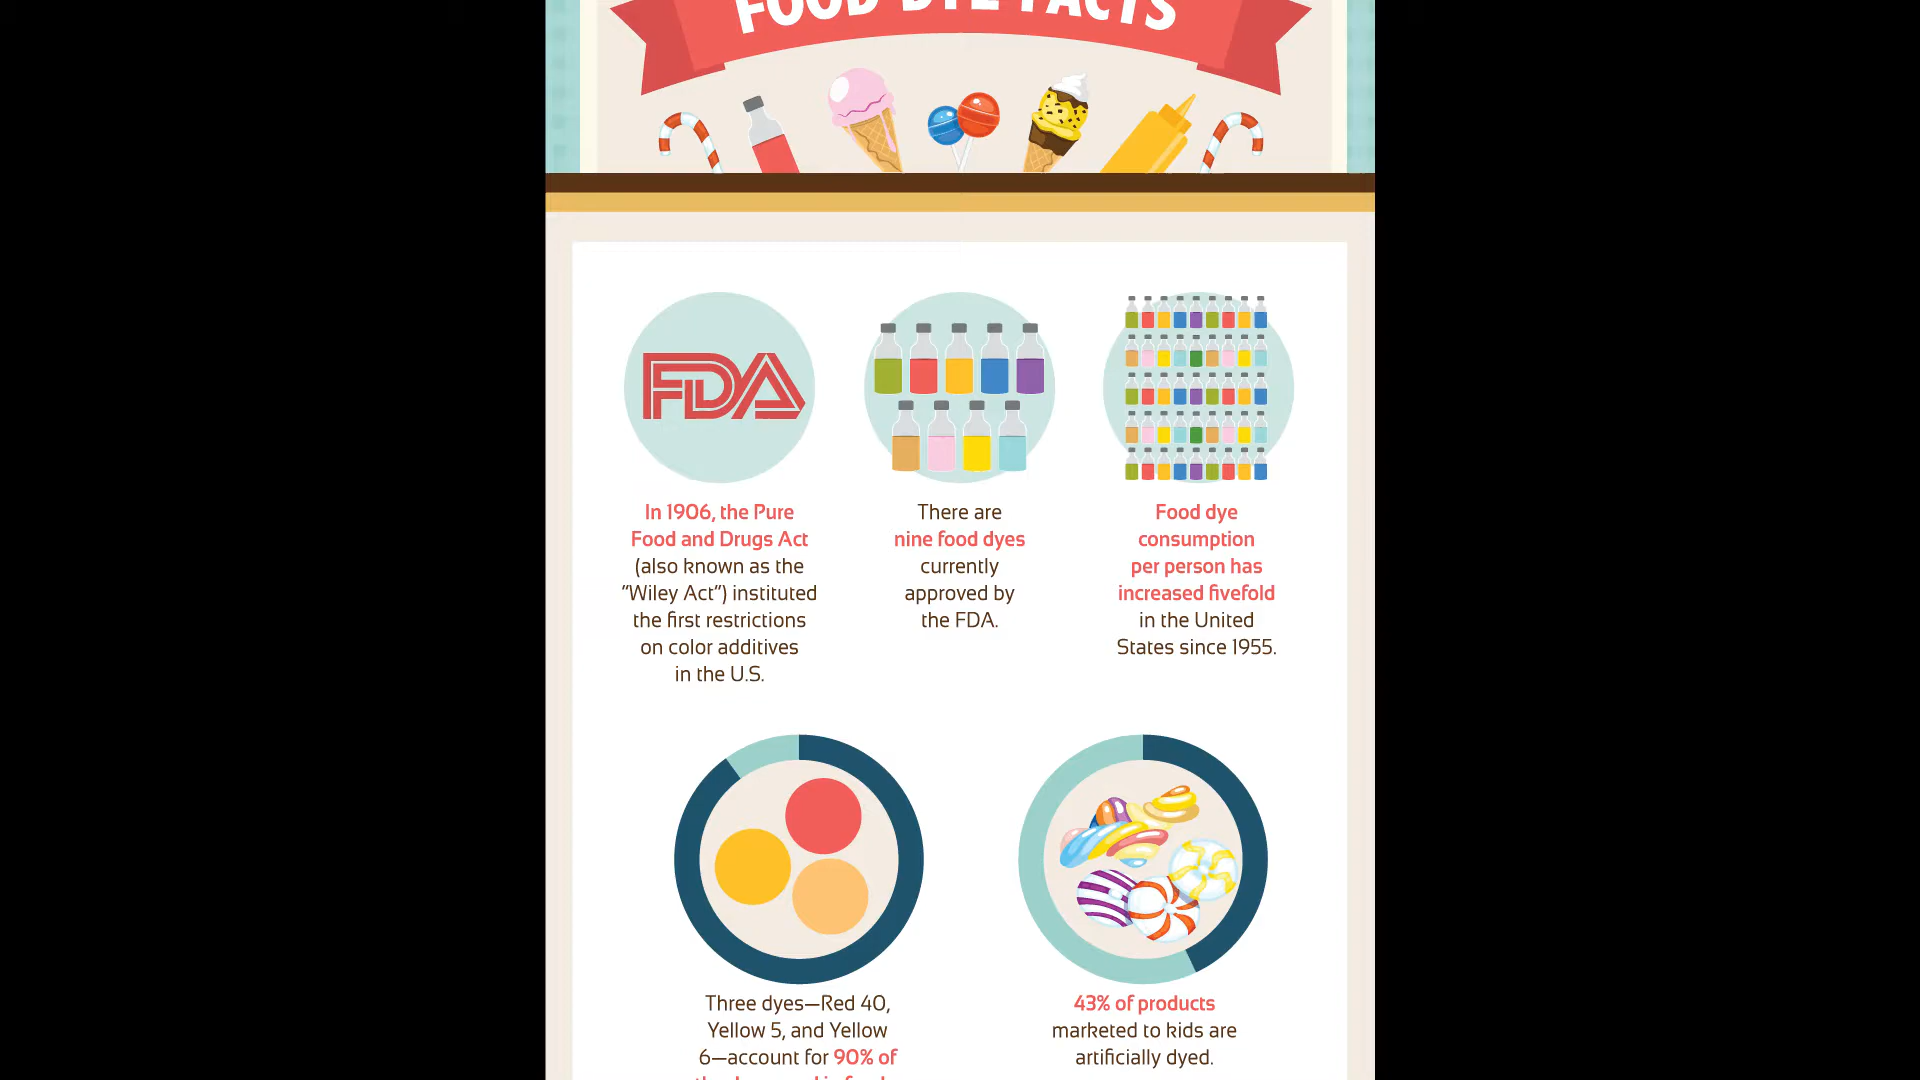 FOOD DYE FACTS
FDA
In 1906, the Pure
Food and Drugs Act
(also known as the
"Wiley Act") instituted
the first restrictions
on color additives
in the U.S.
There are
nine food dyes
currently
approved by
the FDA.
Food dye
consumption
per person has
increased fivefold
in the United
States since 1955.
Three dyes—Red 40,
Yellow 5, and Yellow
6—account for 90% of
43% of products
marketed to kids are
artificially dyed.